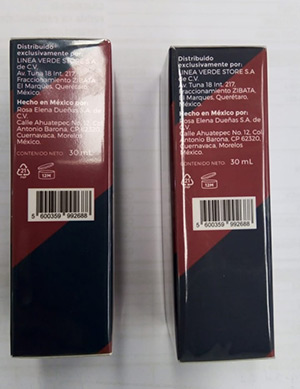 Distribuido
exclusivamente por:
LINEA VERDE STORE S.A
de C.V.
Av. Tuna 18 Int. 217,
Fraccionamiento ZIBATA,
El Marques, Querétaro,
México.
Hecho en México por:
Rosa Elena Dueñas S.A. de
C.V.
Calle Ahuatepec No. 12, Col.
Antonio Barona, CP 62320,
Cuernavaca, Morelos
México.
CONTENIDO NETO: 30 mL
21
12M
5 600359 992688
Distribuido
exclusivamente por:
LINEA VERDE STORE S.A
de C.V.
Av. Tuna 18 Int. 217,
Fraccionamiento ZIBATA,
El Marques, Querétaro,
México.
Hecho en México por:
Rosa Elena Dueñas S.A. de
C.V.
Calle Ahuatepec No. 12, Col.
Antonio Barona, CP 62320,
Cuernavaca, Morelos
México.
CONTENIDO NETO: 30 mL
21
12M
5 600359 992688